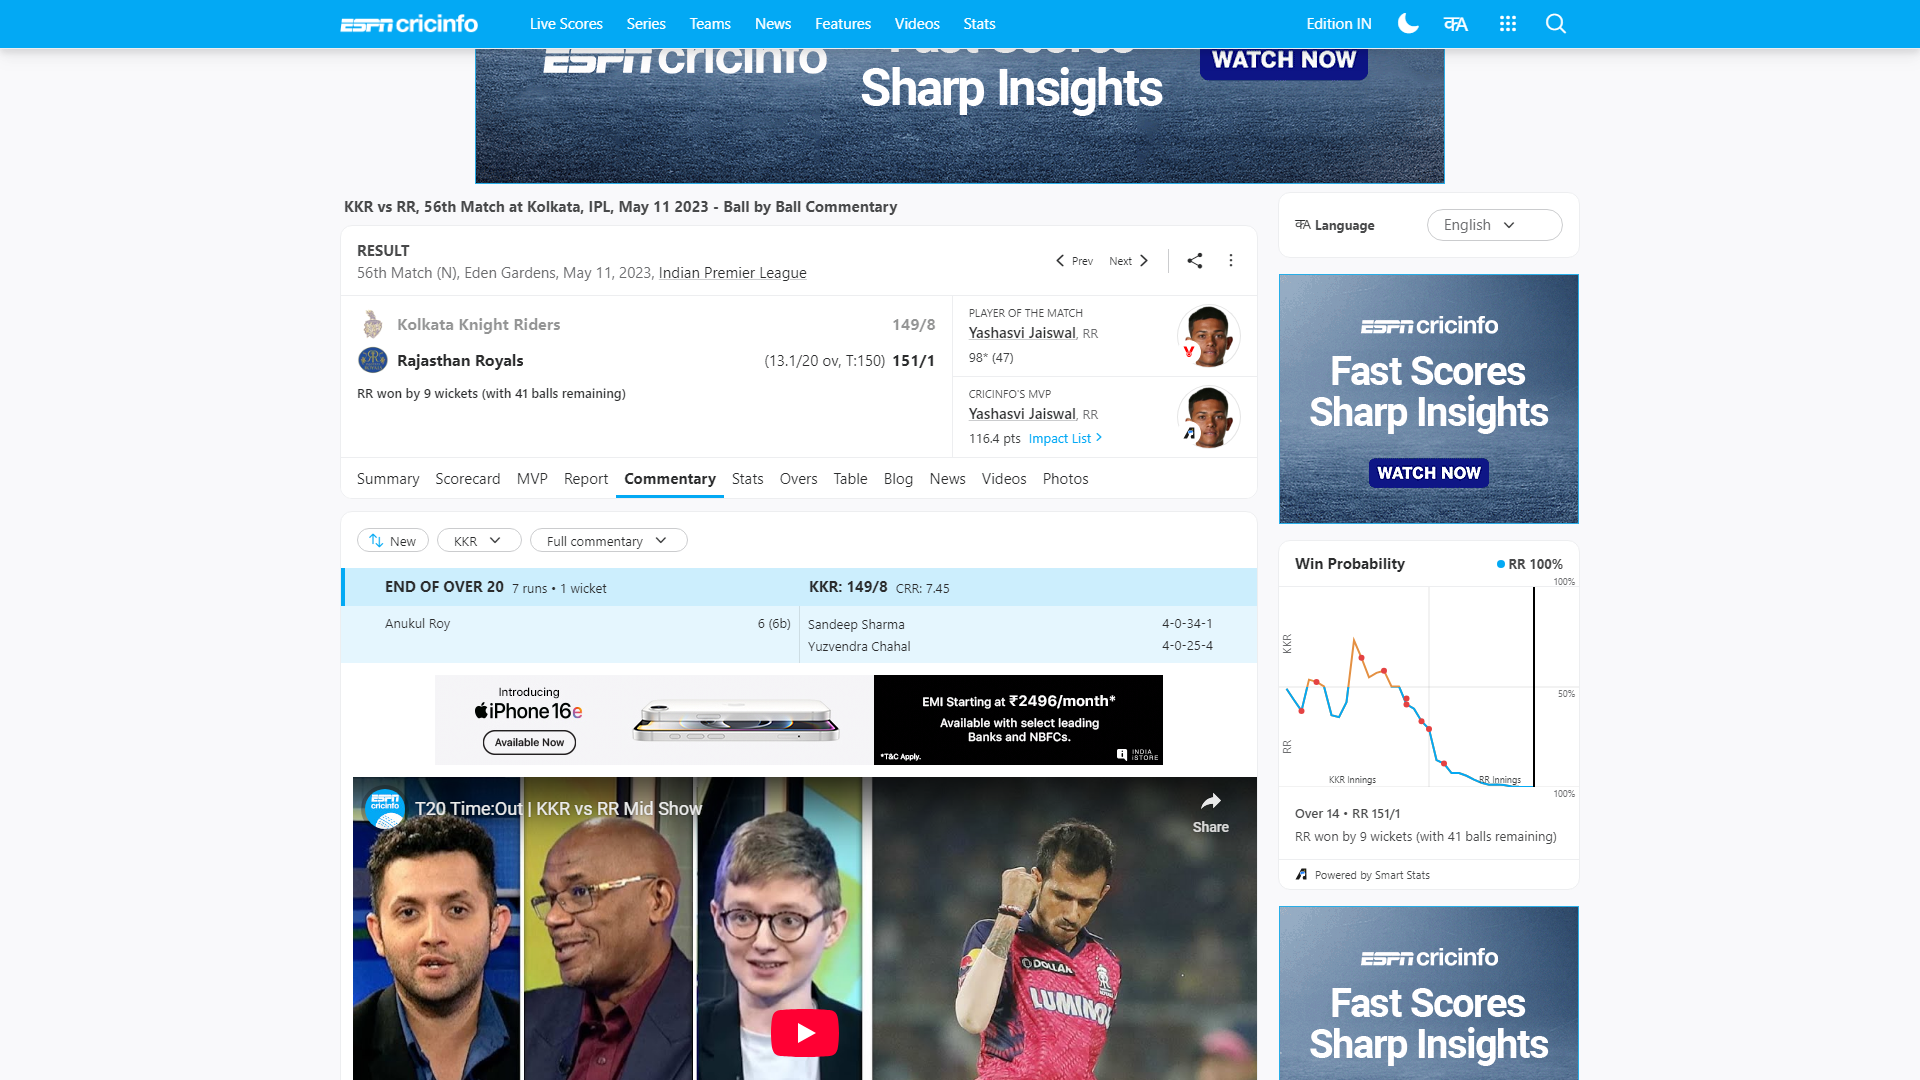 ESPN cricinfo
Live Scores
Series
Teams
News
Features
Videos
Stats
Edition IN
कA
ESPN cricinfo
Fast Scores
Sharp Insights
WATCH NOW
KKR vs RR, 56th Match at Kolkata, IPL, May 11 2023 - Ball by Ball Commentary
RESULT
56th Match (N), Eden Gardens, May 11, 2023, Indian Premier League
Prev
Next
Kolkata Knight Riders 149/8
Rajasthan Royals (13.1/20 ov, T:150) 151/1
RR won by 9 wickets (with 41 balls remaining)
PLAYER OF THE MATCH
Yashasvi Jaiswal, RR
98* (47)
CRICINFO'S MVP
Yashasvi Jaiswal, RR
116.4 pts Impact List
Summary
Scorecard
MVP
Report
Commentary
Stats
Overs
Table
Blog
News
Videos
Photos
New
KKR
Full commentary
END OF OVER 20 7 runs • 1 wicket KKR: 149/8 CRR: 7.45
Anukul Roy 6 (6b)
Sandeep Sharma 4-0-34-1
Yuzvendra Chahal 4-0-25-4
Introducing
iPhone 16e
Available Now
EMI Starting at ₹2496/month*
Available with select leading
Banks and NBFCs.
*T&C Apply.
INDIA
iSTORE
ESPN
cricinfo
T20 Time:Out | KKR vs RR Mid Show
Share
DOLLAR
LUMINO
कA Language
English
ESPN cricinfo
Fast Scores
Sharp Insights
WATCH NOW
Win Probability
RR 100%
100%
KKR
50%
RR
KKR Innings
RR Innings
100%
Over 14 • RR 151/1
RR won by 9 wickets (with 41 balls remaining)
Powered by Smart Stats
ESPN cricinfo
Fast Scores
Sharp Insights